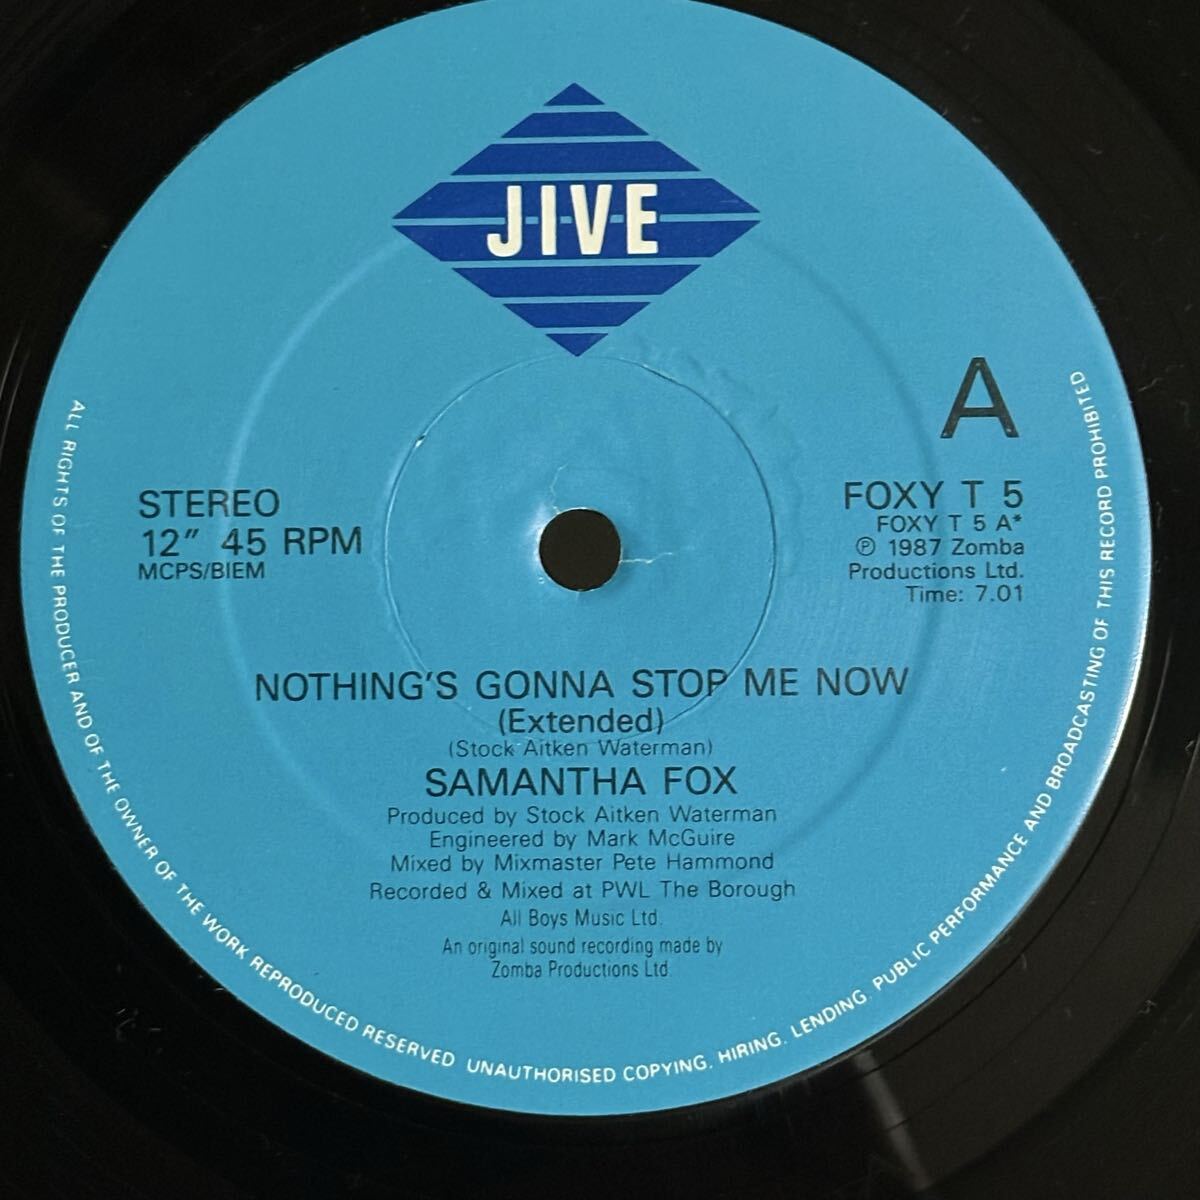 JIVE
A
STEREO
12″ 45 RPM
MCPS/BIEM
FOXY T 5
FOXY T 5 A*
℗ 1987 Zomba
Productions Ltd.
Time: 7.01
NOTHING'S GONNA STOP ME NOW
(Extended)
(Stock Aitken Waterman)
SAMANTHA FOX
Produced by Stock Aitken Waterman
Engineered by Mark McGuire
Mixed by Mixmaster Pete Hammond
Recorded & Mixed at PWL The Borough
All Boys Music Ltd.
An original sound recording made by
Zomba Productions Ltd.
ALL RIGHTS OF THE PRODUCER AND OF THE OWNER OF THE WORK REPRODUCED RESERVED UNAUTHORISED COPYING, HIRING, LENDING, PUBLIC PERFORMANCE AND BROADCASTING OF THIS RECORD PROHIBITED